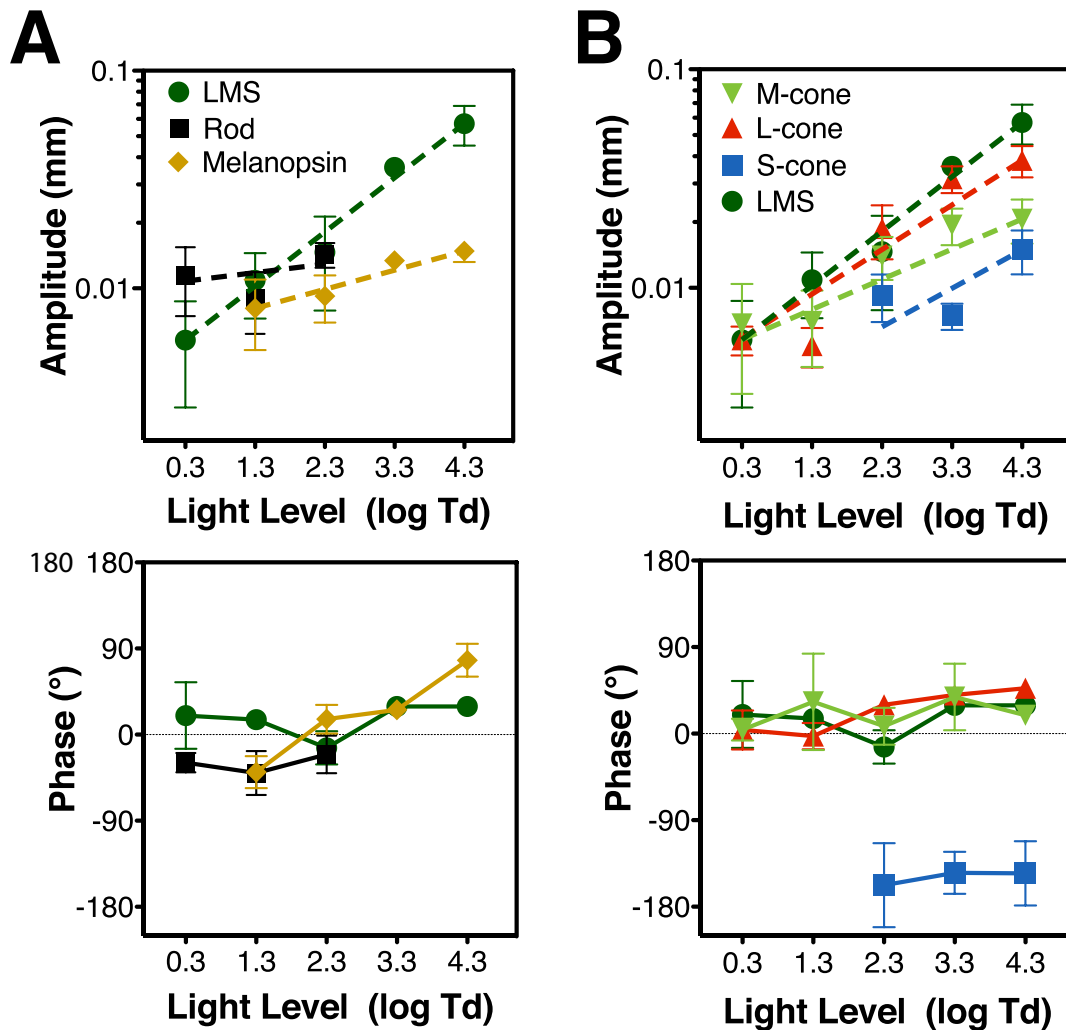 A
B
0.1
0.01
Amplitude (mm)
LMS
Rod
Melanopsin
0.3 1.3 2.3 3.3 4.3
Light Level (log Td)
0.1
0.01
Amplitude (mm)
M-cone
L-cone
S-cone
LMS
0.3 1.3 2.3 3.3 4.3
Light Level (log Td)
180 180
90
0
-90
-180
Phase (°)
0.3 1.3 2.3 3.3 4.3
Light Level (log Td)
180
90
0
-90
-180
Phase (°)
0.3 1.3 2.3 3.3 4.3
Light Level (log Td)